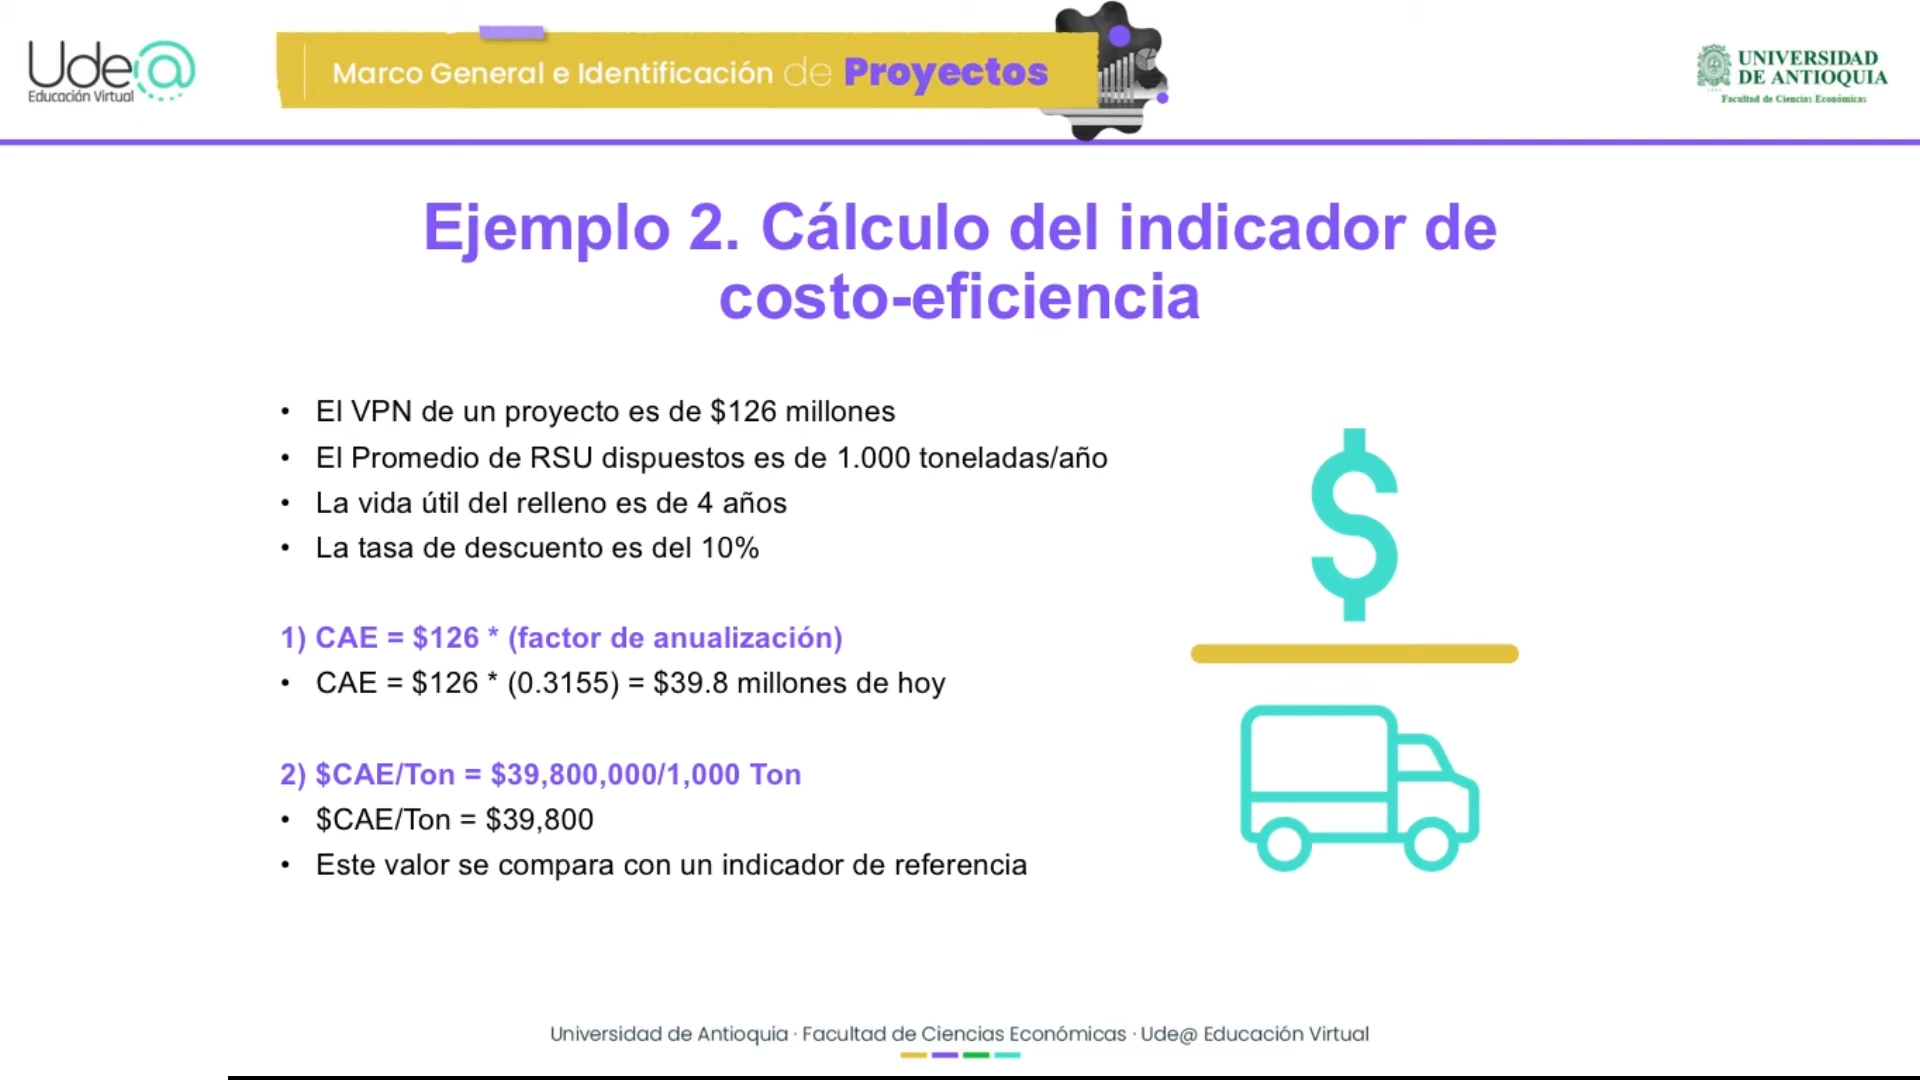 Ude@
Educación Virtual
Marco General e Identificación de Proyectos
UNIVERSIDAD
DE ANTIOQUIA
Facultad de Ciencias Económicas
Ejemplo 2. Cálculo del indicador de
costo-eficiencia
• El VPN de un proyecto es de $126 millones
• El Promedio de RSU dispuestos es de 1.000 toneladas/año
• La vida útil del relleno es de 4 años
• La tasa de descuento es del 10%
1) CAE = $126 * (factor de anualización)
• CAE = $126 * (0.3155) = $39.8 millones de hoy
2) $CAE/Ton = $39,800,000/1,000 Ton
• $CAE/Ton = $39,800
• Este valor se compara con un indicador de referencia
$
Universidad de Antioquia · Facultad de Ciencias Económicas · Ude@ Educación Virtual